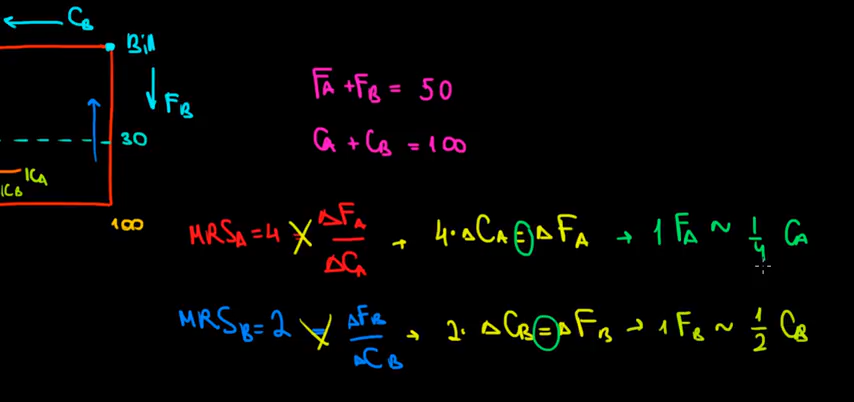 ← C_B
Bill
↓ F_B
F_A + F_B = 50
C_A + C_B = 100
30
IC_A
IC_B
100
MRS_A = 4 = ΔF_A/ΔC_A → 4·ΔC_A = ΔF_A → 1 F_A ~ 1/4 C_A
MRS_B = 2 = ΔF_B/ΔC_B → 2·ΔC_B = ΔF_B → 1 F_B ~ 1/2 C_B